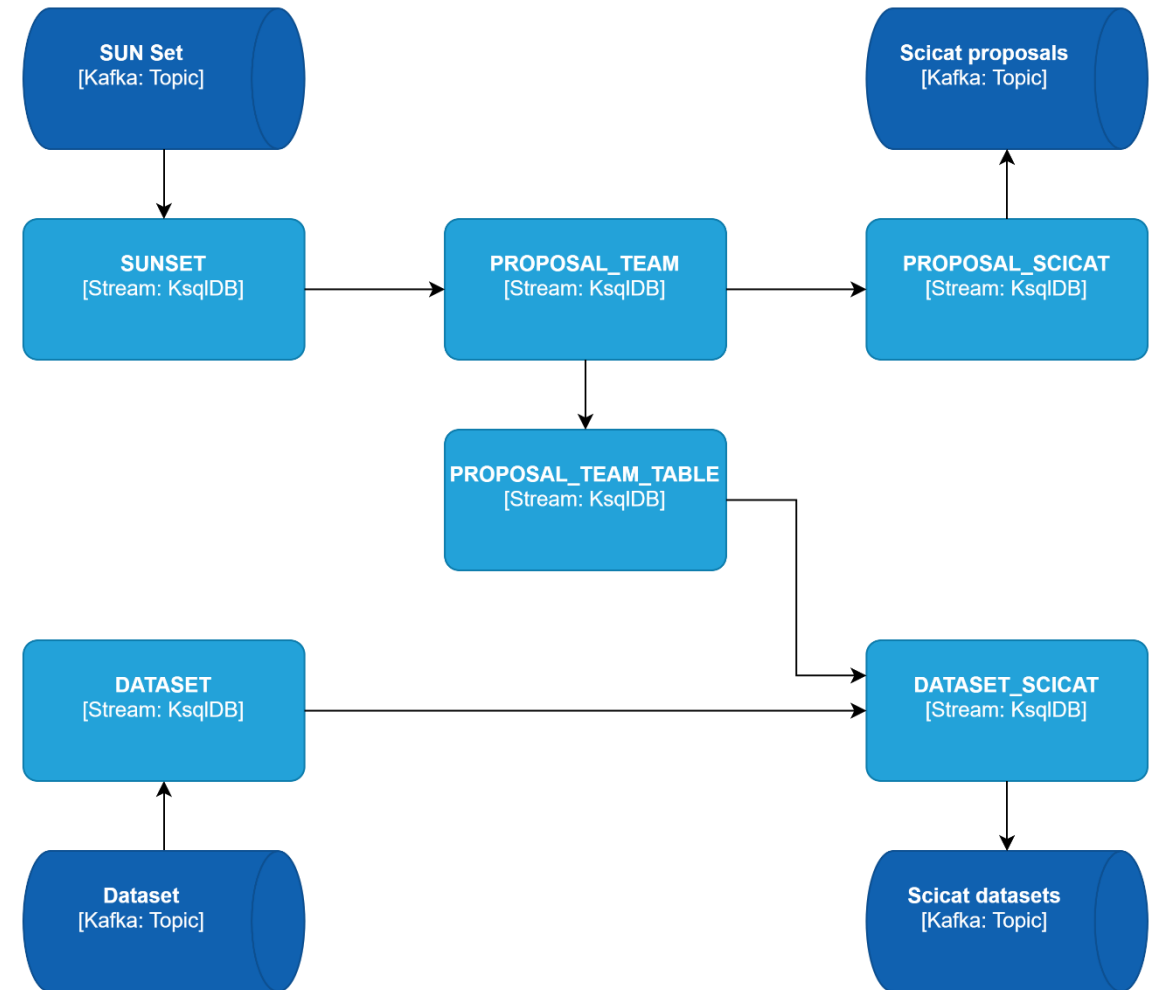 SUN Set
[Kafka: Topic]
Scicat proposals
[Kafka: Topic]
SUNSET
[Stream: KsqlDB]
PROPOSAL_TEAM
[Stream: KsqlDB]
PROPOSAL_SCICAT
[Stream: KsqlDB]
PROPOSAL_TEAM_TABLE
[Stream: KsqlDB]
DATASET
[Stream: KsqlDB]
DATASET_SCICAT
[Stream: KsqlDB]
Dataset
[Kafka: Topic]
Scicat datasets
[Kafka: Topic]